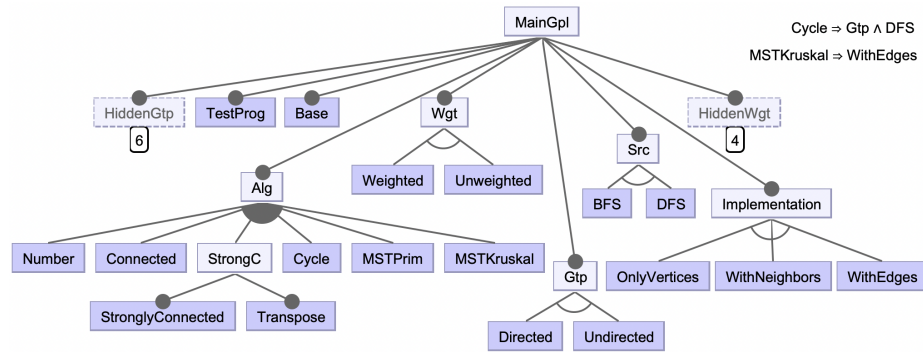 MainGpl
Cycle ⇒ Gtp ∧ DFS
MSTKruskal ⇒ WithEdges
HiddenGtp
TestProg
Base
Wgt
HiddenWgt
6
4
Src
Weighted
Unweighted
Alg
BFS
DFS
Implementation
Number
Connected
StrongC
Cycle
MSTPrim
MSTKruskal
Gtp
OnlyVertices
WithNeighbors
WithEdges
StronglyConnected
Transpose
Directed
Undirected